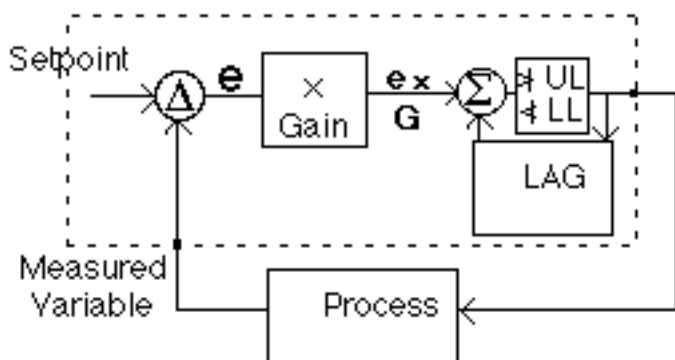 Setpoint
Δ
e
×
Gain
e x
G
Σ
> UL
< LL
LAG
Measured
Variable
Process